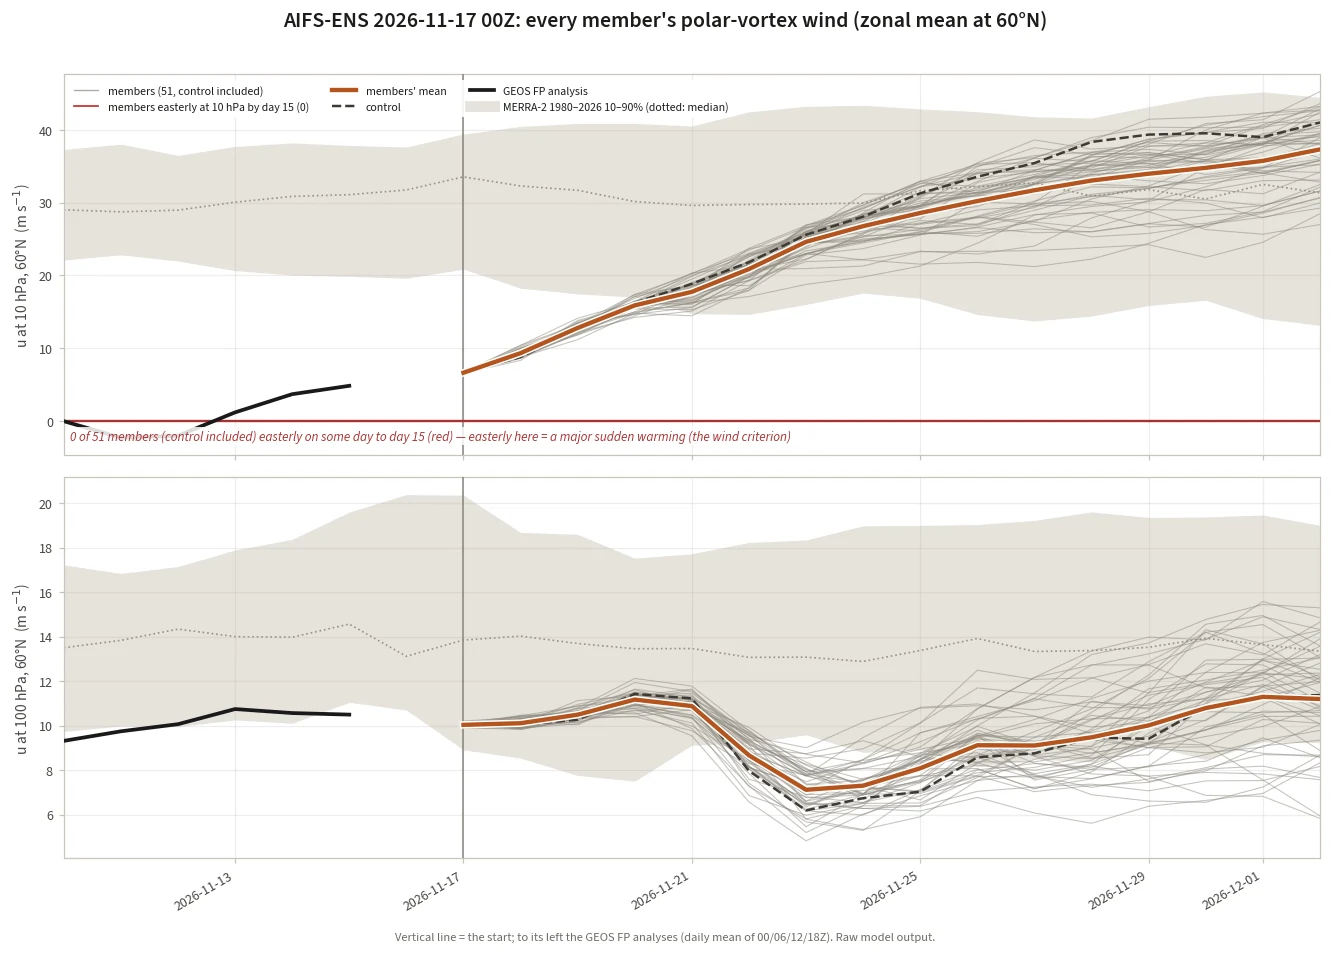 AIFS-ENS 2026-11-17 00Z: every member's polar-vortex wind (zonal mean at 60°N)
members (51, control included)
members easterly at 10 hPa by day 15 (0)
members' mean
control
GEOS FP analysis
MERRA-2 1980–2026 10–90% (dotted: median)
u at 10 hPa, 60°N (m s⁻¹)
40
30
20
10
0
0 of 51 members (control included) easterly on some day to day 15 (red) — easterly here = a major sudden warming (the wind criterion)
u at 100 hPa, 60°N (m s⁻¹)
20
18
16
14
12
10
8
6
2026-11-13
2026-11-17
2026-11-21
2026-11-25
2026-11-29
2026-12-01
Vertical line = the start; to its left the GEOS FP analyses (daily mean of 00/06/12/18Z). Raw model output.